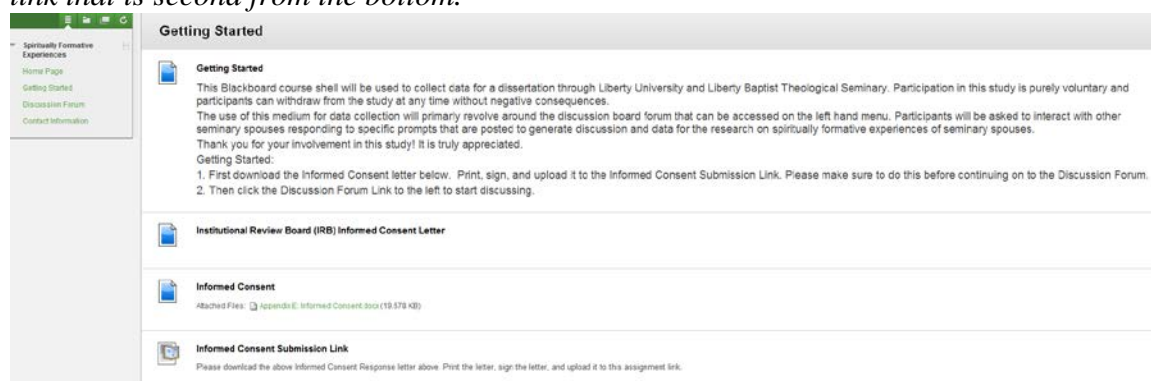 link that is second from the bottom.
Getting Started
Spiritually Formative
Experiences
Home Page
Getting Started
Discussion Forum
Contact Information
Getting Started
This Blackboard course shell will be used to collect data for a dissertation through Liberty University and Liberty Baptist Theological Seminary. Participation in this study is purely voluntary and
participants can withdraw from the study at any time without negative consequences.
The use of this medium for data collection will primary revolve around the discussion board forum that can be accessed on the left hand menu. Participants will be asked to interact with other
seminary spouses responding to specific prompts that are posted to generate discussion and data for the research on spiritually formative experiences of seminary spouses.
Thank you for your involvement in this study! It is truly appreciated.
Getting Started:
1. First download the Informed Consent letter below. Print, sign, and upload it to the Informed Consent Submission Link. Please make sure to do this before continuing on to the Discussion Forum.
2. Then click the Discussion Forum Link to the left to start discussing.
Institutional Review Board (IRB) Informed Consent Letter
Informed Consent
Attached Files: Appendix E: Informed Consent.docx (19.578 KB)
Informed Consent Submission Link
Please download the above Informed Consent Response letter above. Print the letter, sign the letter, and upload it to this assignment link.